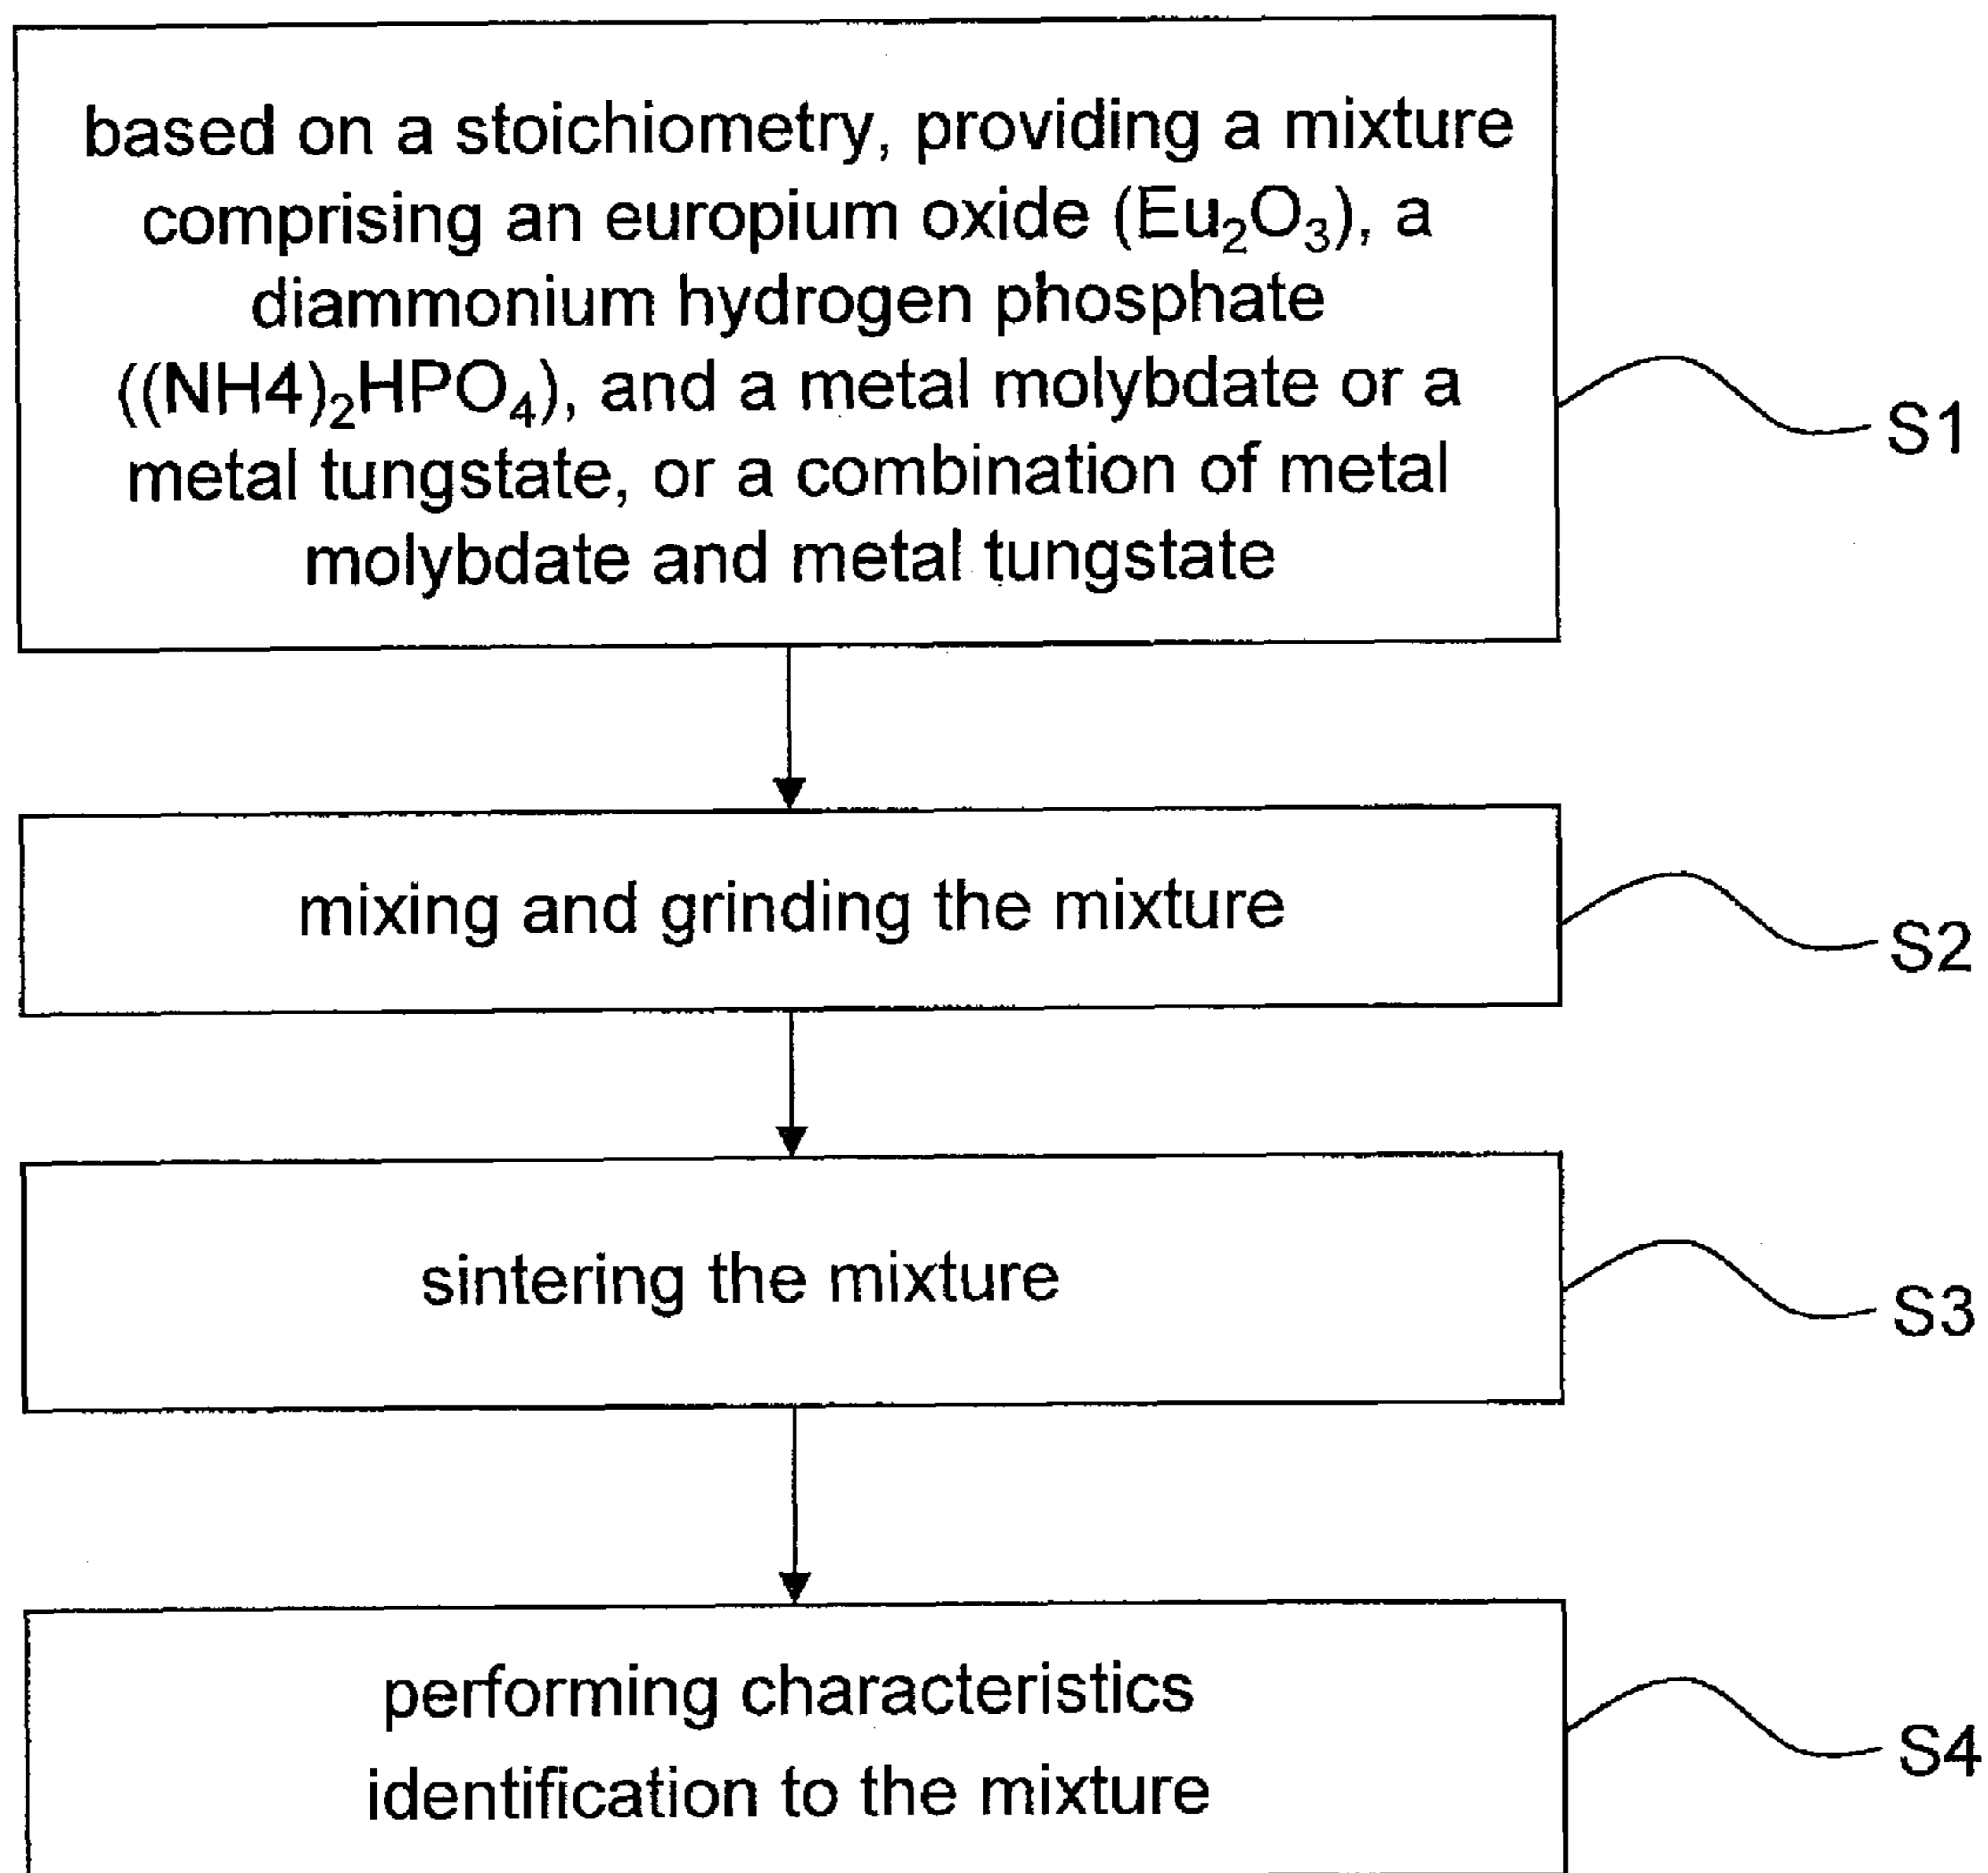 based on a stoichiometry, providing a mixture
comprising an europium oxide (Eu₂O₃), a
diammonium hydrogen phosphate
((NH4)₂HPO₄), and a metal molybdate or a
metal tungstate, or a combination of metal
molybdate and metal tungstate
S1
mixing and grinding the mixture
S2
sintering the mixture
S3
performing characteristics
identification to the mixture
S4